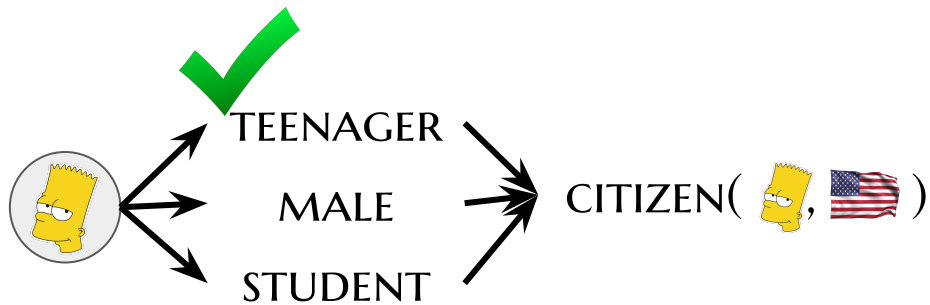 TEENAGER
MALE
STUDENT
CITIZEN( , )